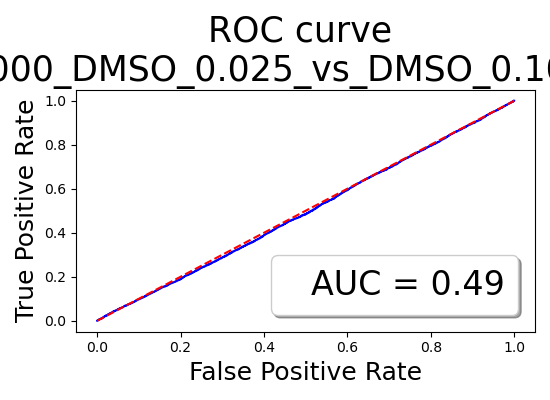 ROC curve
000_DMSO_0.025_vs_DMSO_0.10
1.0
0.8
0.6
0.4
0.2
0.0
True Positive Rate
AUC = 0.49
0.0 0.2 0.4 0.6 0.8 1.0
False Positive Rate